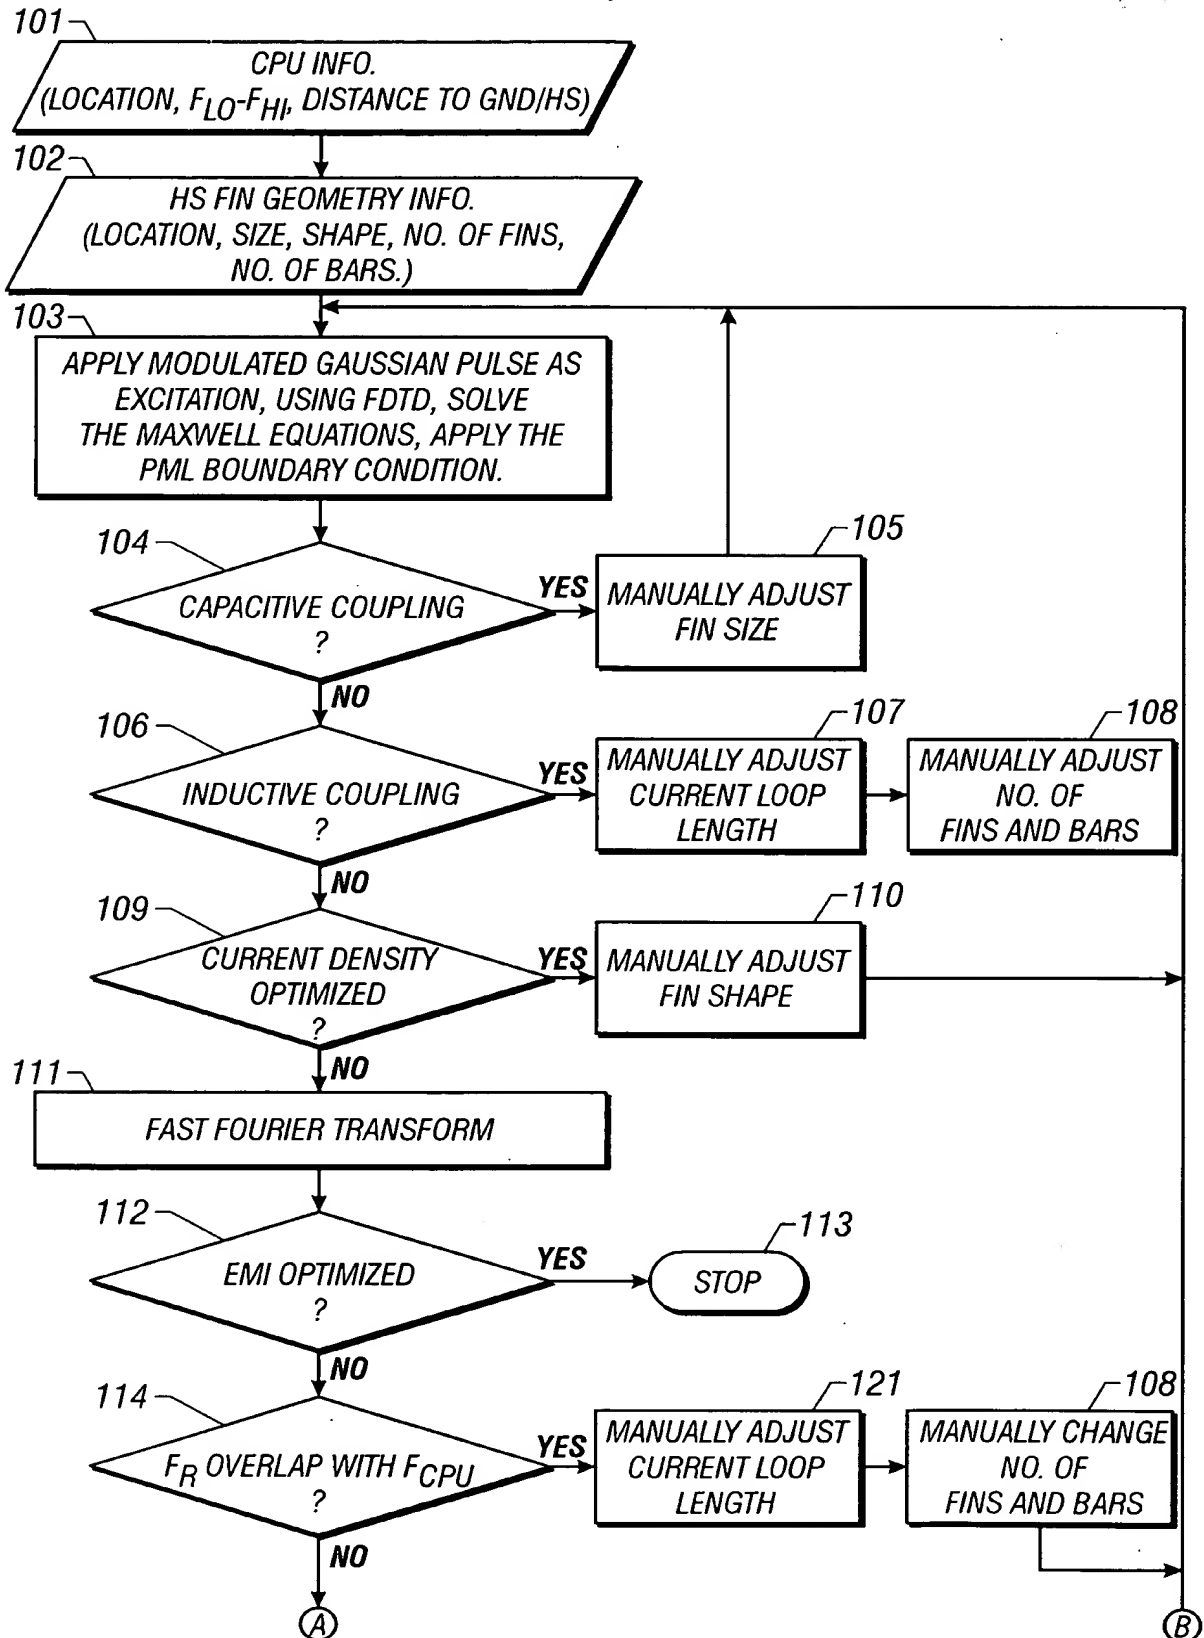 101
CPU INFO.
(LOCATION, FLO-FHI, DISTANCE TO GND/HS)
102
HS FIN GEOMETRY INFO.
(LOCATION, SIZE, SHAPE, NO. OF FINS,
NO. OF BARS.)
103
APPLY MODULATED GAUSSIAN PULSE AS
EXCITATION, USING FDTD, SOLVE
THE MAXWELL EQUATIONS, APPLY THE
PML BOUNDARY CONDITION.
104
CAPACITIVE COUPLING
?
YES
NO
105
MANUALLY ADJUST
FIN SIZE
106
INDUCTIVE COUPLING
?
YES
NO
107
MANUALLY ADJUST
CURRENT LOOP
LENGTH
108
MANUALLY ADJUST
NO. OF
FINS AND BARS
109
CURRENT DENSITY
OPTIMIZED
?
YES
NO
110
MANUALLY ADJUST
FIN SHAPE
111
FAST FOURIER TRANSFORM
112
EMI OPTIMIZED
?
YES
NO
113
STOP
114
FR OVERLAP WITH FCPU
?
YES
NO
121
MANUALLY ADJUST
CURRENT LOOP
LENGTH
108
MANUALLY CHANGE
NO. OF
FINS AND BARS
A
B